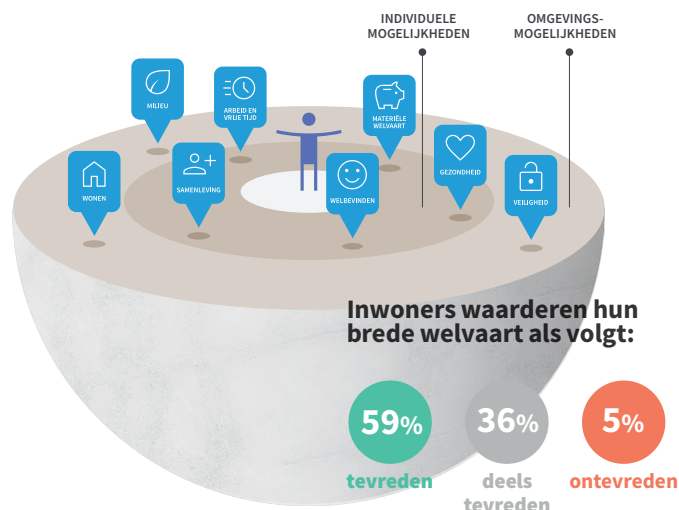 INDIVIDUELE
MOGELIJKHEDEN
OMGEVINGS-
MOGELIJKHEDEN
MILIEU
ARBEID EN
VRIJE TIJD
MATERIËLE
WELVAART
WONEN
SAMENLEVING
WELBEVINDEN
GEZONDHEID
VEILIGHEID
Inwoners waarderen hun
brede welvaart als volgt:
59%
36%
5%
tevreden
deels
tevreden
ontevreden